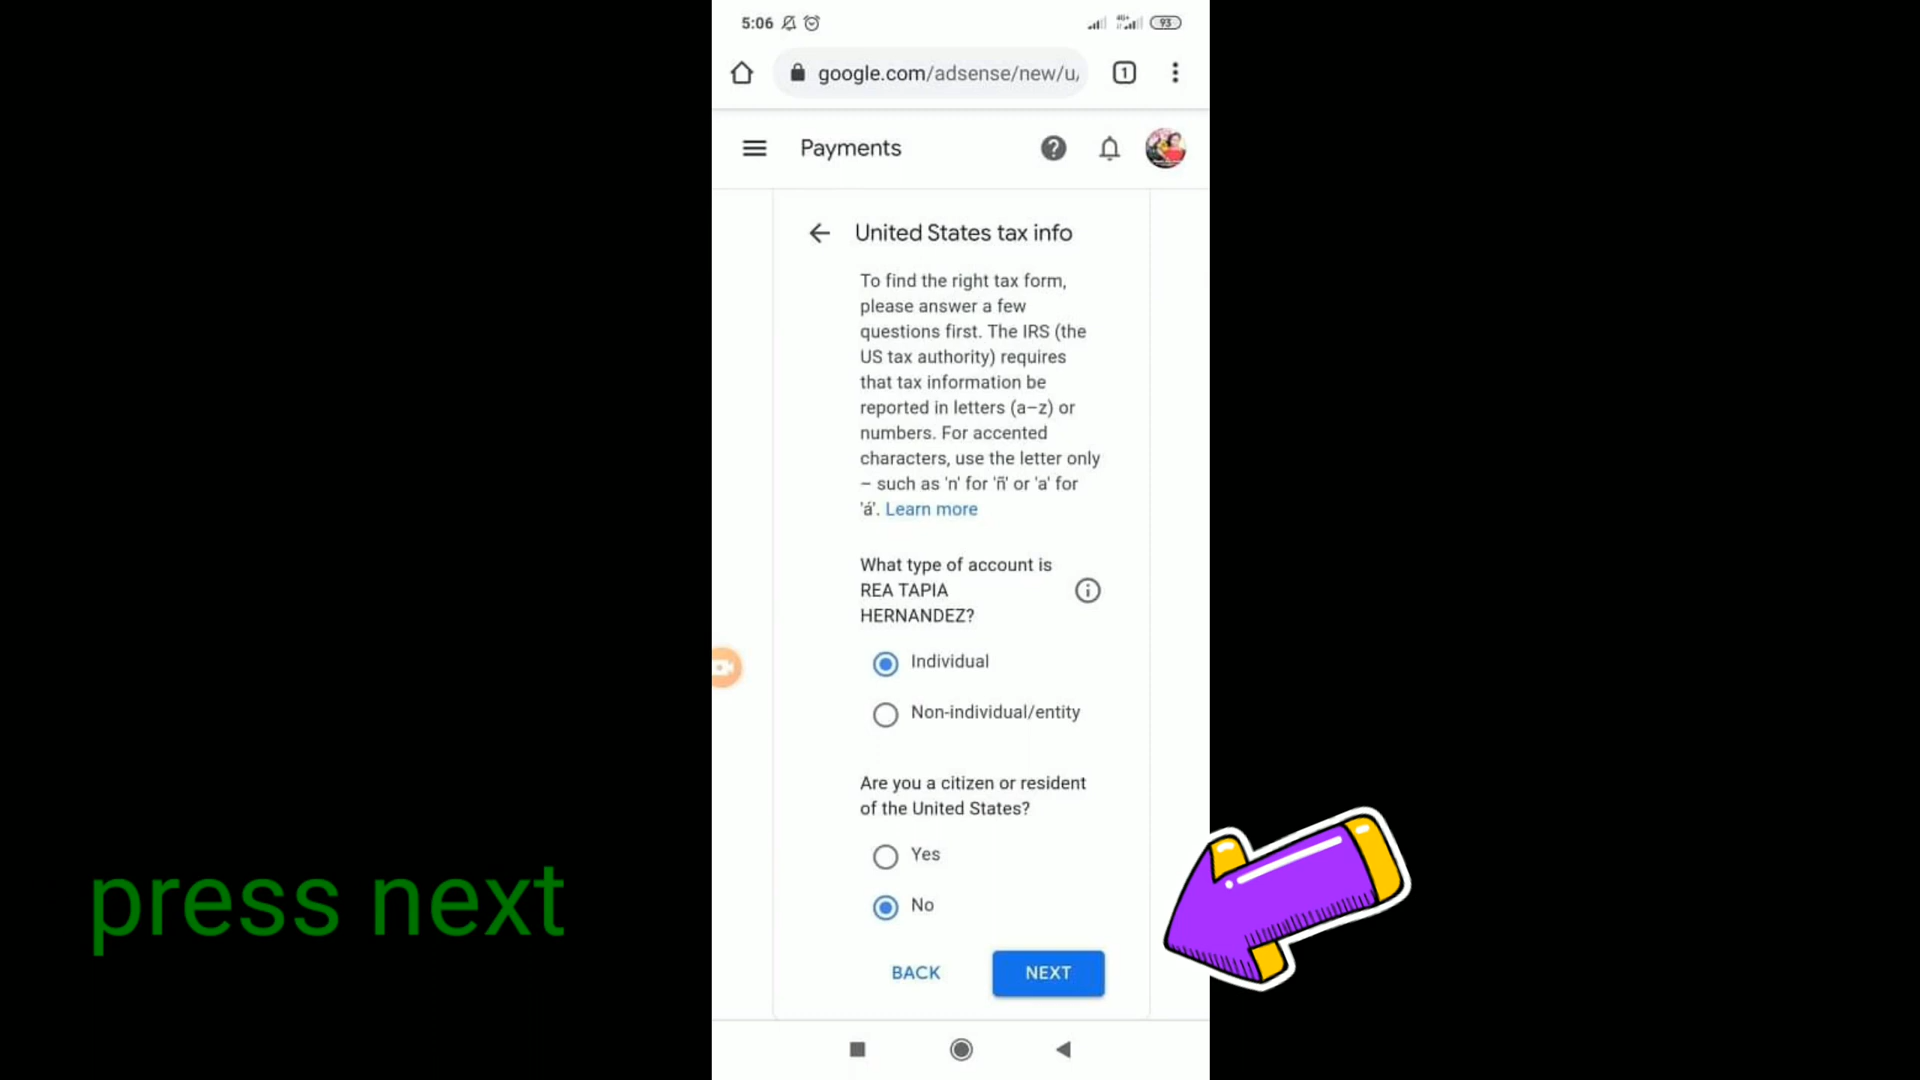 5:06
4G+
93
google.com/adsense/new/u/
1
Payments
United States tax info
To find the right tax form,
please answer a few
questions first. The IRS (the
US tax authority) requires
that tax information be
reported in letters (a–z) or
numbers. For accented
characters, use the letter only
– such as 'n' for 'ñ' or 'a' for
'á'. Learn more
What type of account is
REA TAPIA
HERNANDEZ?
Individual
Non-individual/entity
Are you a citizen or resident
of the United States?
Yes
No
press next
BACK
NEXT